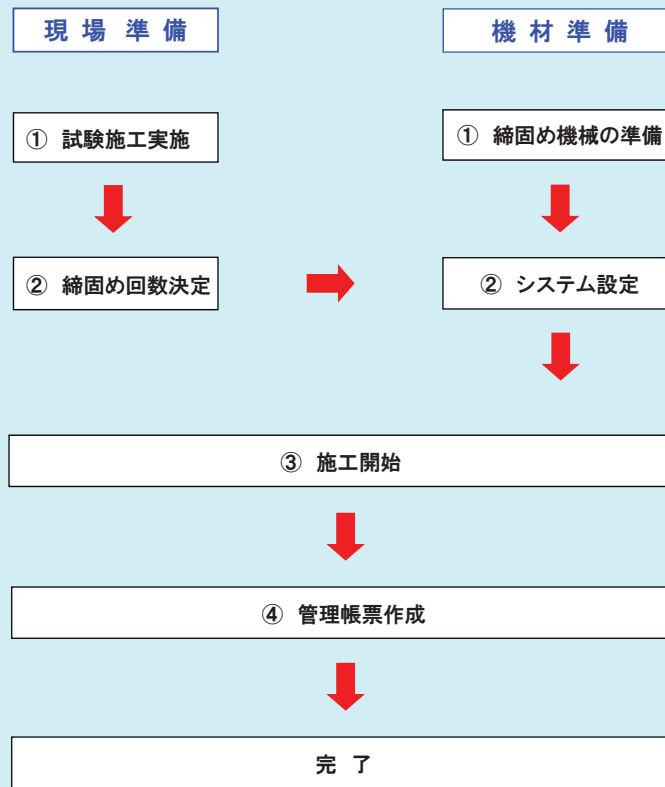 現場準備
機材準備
① 試験施工実施
① 締固め機械の準備
② 締固め回数決定
② システム設定
③ 施工開始
④ 管理帳票作成
完了